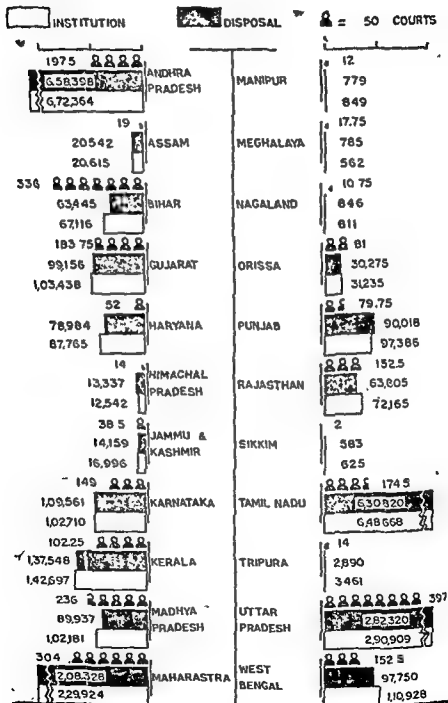 INSTITUTION DISPOSAL = 50 COURTS
1975
6,58,398
6,72,364
ANDHRA PRADESH
MANIPUR
12
779
849
19
20542
20.615
ASSAM
MEGHALAYA
17.75
785
562
336
63,445
67,116
BIHAR
NAGALAND
10 75
646
611
183 75
99,156
1,03,438
GUJARAT
ORISSA
81
30,275
31,235
52
78,984
87,765
HARYANA
PUNJAB
79.75
90,018
97,386
14
13,337
12,542
HIMACHAL PRADESH
RAJASTHAN
152.5
63,805
72,165
38 5
14,159
16,996
JAMMU & KASHMIR
SIKKIM
2
583
625
149
1,09,561
1,02,710
KARNATAKA
TAMIL NADU
174 5
6,30,820
6,48,668
102.25
1,37,548
1,42,697
KERALA
TRIPURA
14
2,890
3461
236
89,937
1,02,181
MADHYA PRADESH
UTTAR PRADESH
397
2,82,320
2,90,909
304
2,08,328
2,29,924
MAHARASTRA
WEST BENGAL
152 5
97,750
1,10,928